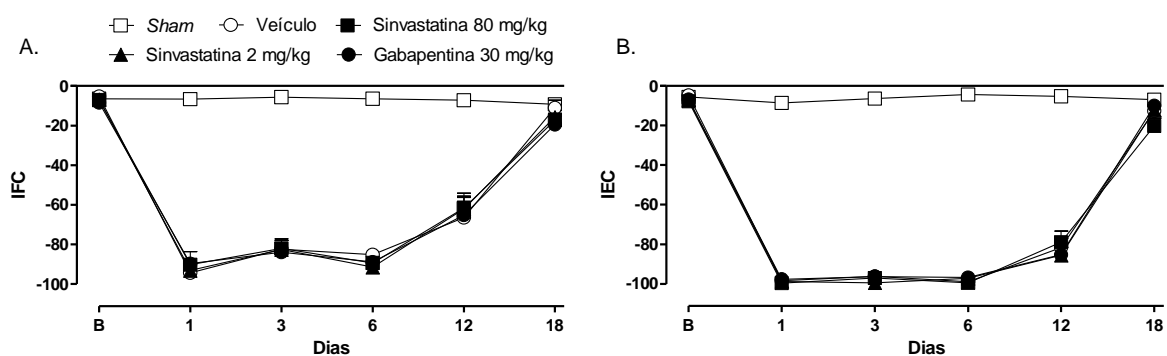 A.
Sham
Veículo
Sinvastatina 80 mg/kg
Sinvastatina 2 mg/kg
Gabapentina 30 mg/kg
IFC
0
-20
-40
-60
-80
-100
B 1 3 6 12 18
Dias
B.
IEC
0
-20
-40
-60
-80
-100
B 1 3 6 12 18
Dias